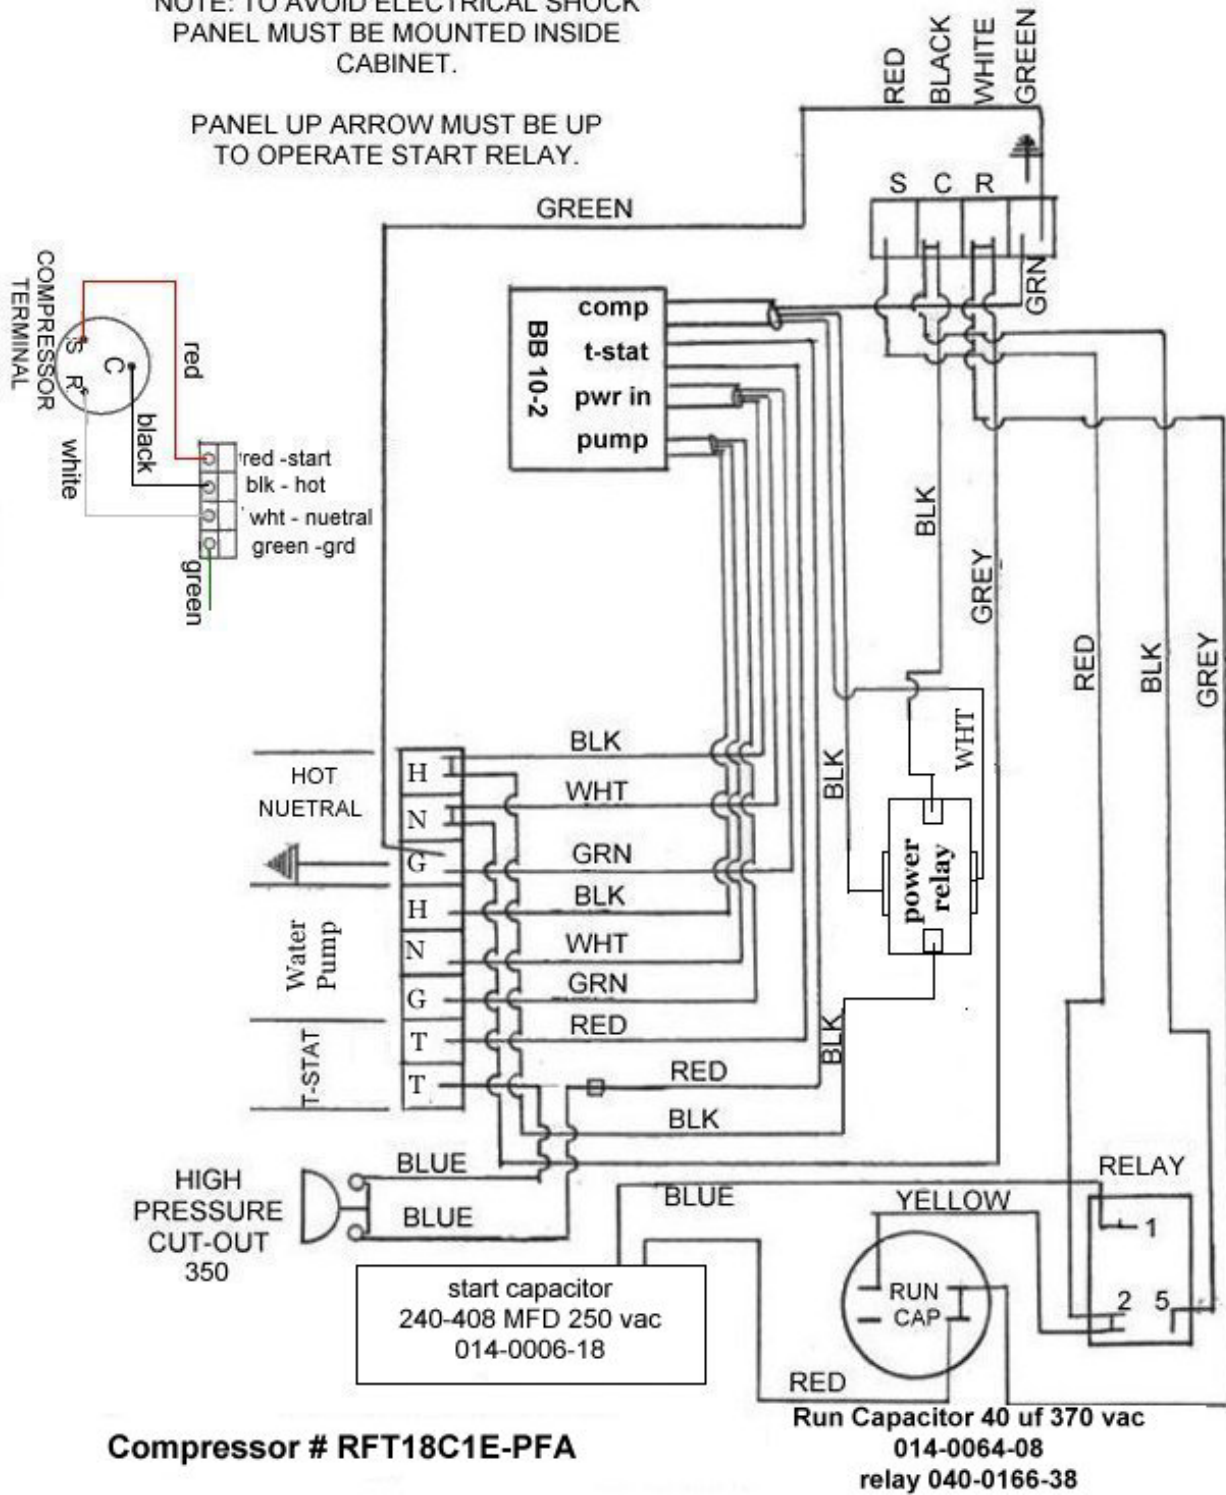 NOTE: TO AVOID ELECTRICAL SHOCK
PANEL MUST BE MOUNTED INSIDE
CABINET.
PANEL UP ARROW MUST BE UP
TO OPERATE START RELAY.
RED
BLACK
WHITE
GREEN
S C R
GREEN
GRN
COMPRESSOR
TERMINAL
S
R
C
red
black
white
red -start
blk - hot
wht - nuetral
green -grd
green
BB 10-2
comp
t-stat
pwr in
pump
BLK
GREY
RED
BLK
GREY
WHT
BLK
power
relay
BLK
HOT
NUETRAL
Water
Pump
T-STAT
H
N
G
H
N
G
T
T
BLK
WHT
GRN
BLK
WHT
GRN
RED
RED
BLK
HIGH
PRESSURE
CUT-OUT
350
BLUE
BLUE
BLUE
YELLOW
RELAY
1
2 5
RUN
CAP
start capacitor
240-408 MFD 250 vac
014-0006-18
RED
Run Capacitor 40 uf 370 vac
014-0064-08
relay 040-0166-38
Compressor # RFT18C1E-PFA